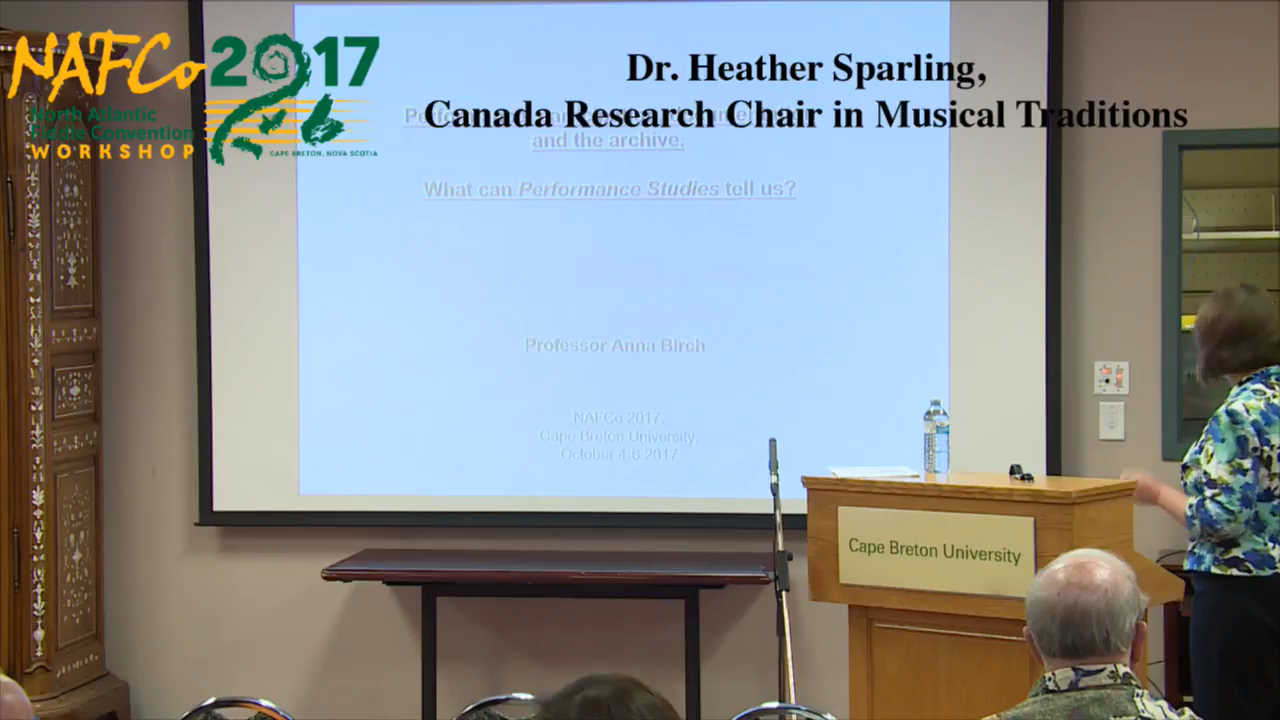 NAFCo 2017
North Atlantic
Fiddle Convention
WORKSHOP
CAPE BRETON, NOVA SCOTIA
Dr. Heather Sparling,
Canada Research Chair in Musical Traditions
and the archive.
What can Performance Studies tell us?
Professor Anna Birch
NAFCo 2017,
Cape Breton University,
October 4-6 2017
Cape Breton University